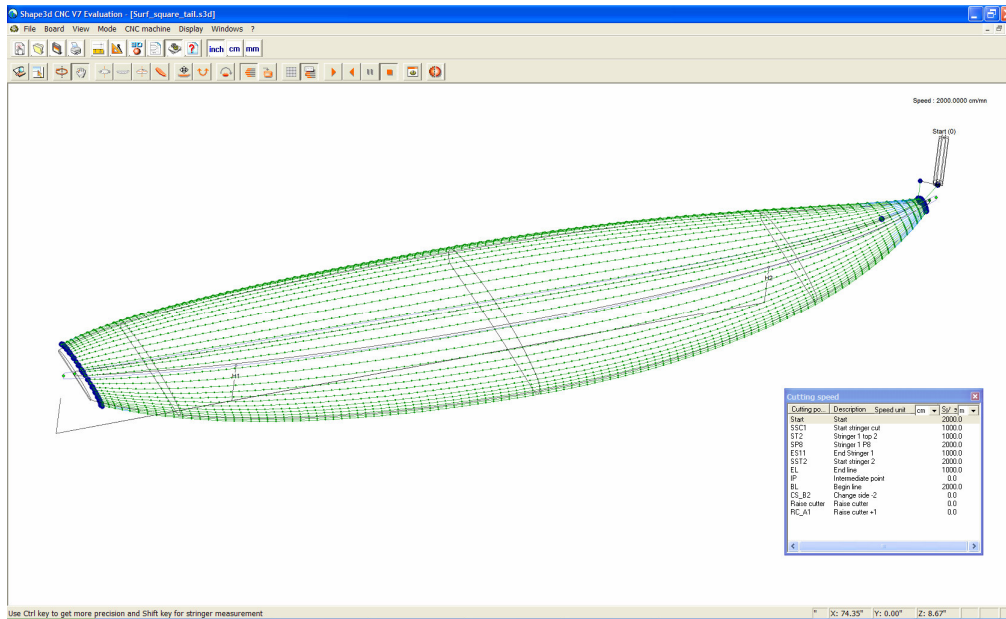 Shape3d CNC V7 Evaluation - [Surf_square_tail.s3d]
File Board View Mode CNC machine Display Windows ?
inch cm mm
Speed : 2000.0000 cm/mn
Start (0)
H2
H1
Cutting speed
Cutting po... Description Speed unit cm m
Start Start 2000.0
SSC1 Start stringer cut 1000.0
ST2 Stringer 1 top 2 1000.0
SP8 Stringer 1 P8 2000.0
ES11 End Stringer 1 1000.0
SST2 Start stringer 2 2000.0
EL End line 1000.0
IP Intermediate point 0.0
BL Begin line 2000.0
CS_B2 Change side -2 0.0
Raise cutter Raise cutter 0.0
RC_A1 Raise cutter +1 0.0
Use Ctrl key to get more precision and Shift key for stringer measurement " X: 74.35" Y: 0.00" Z: 8.67"